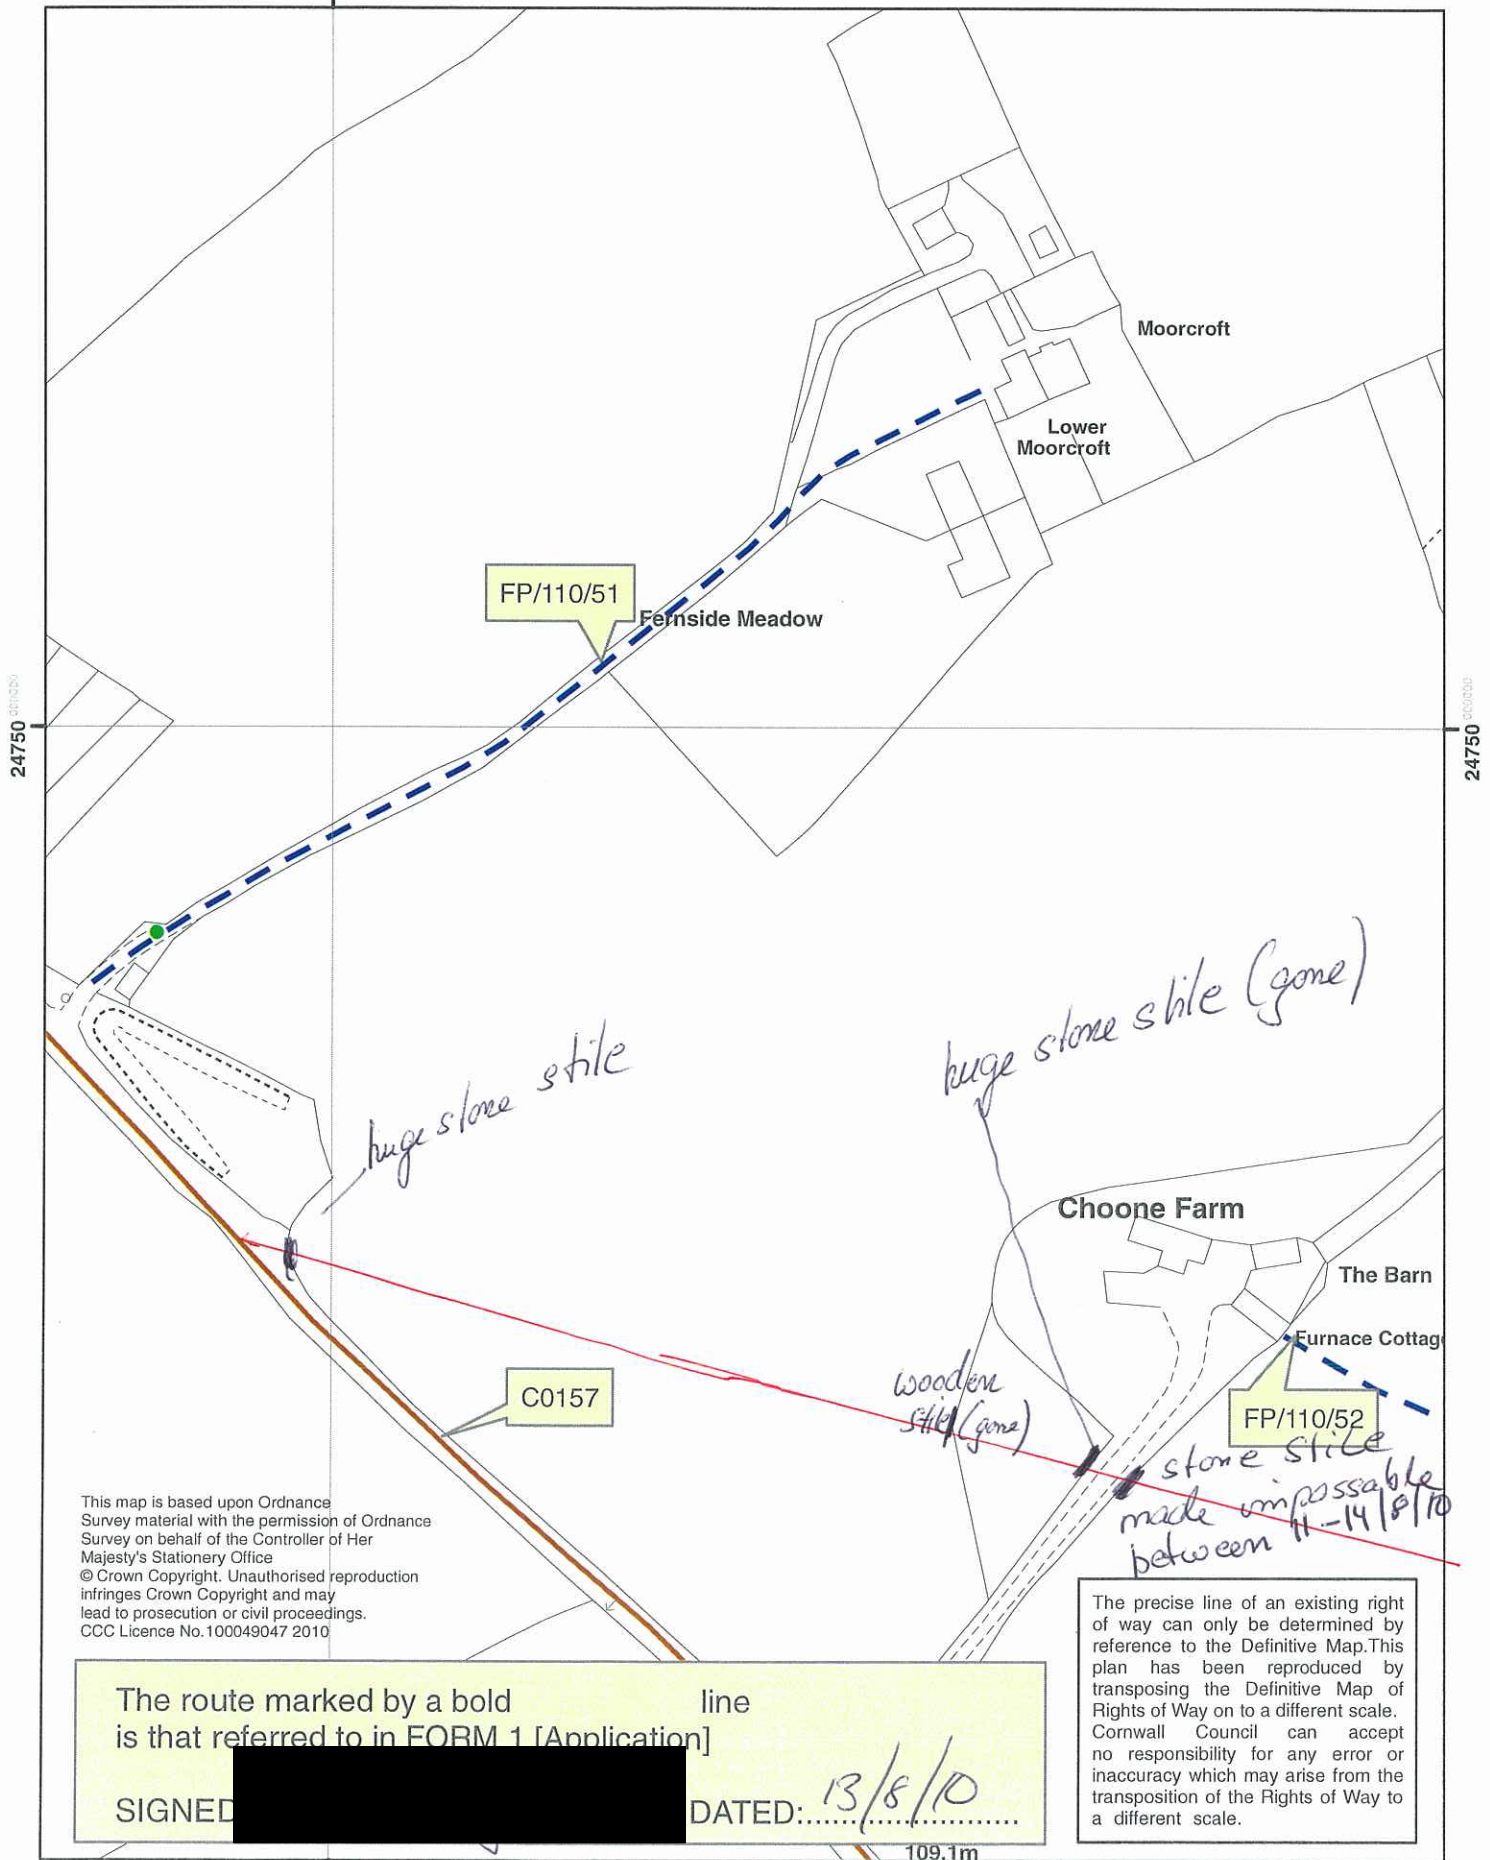 Moorcroft
Lower
Moorcroft
FP/110/51
Fernside Meadow
24750
24750
huge stone stile (gone)
huge stone stile
Choone Farm
The Barn
Furnace Cottag
C0157
wooden
stile (gone)
FP/110/52
stone stile
made impossable
between 11-14/8/10
This map is based upon Ordnance
Survey material with the permission of Ordnance
Survey on behalf of the Controller of Her
Majesty's Stationery Office
© Crown Copyright. Unauthorised reproduction
infringes Crown Copyright and may
lead to prosecution or civil proceedings.
CCC Licence No.100049047 2010
The precise line of an existing right
of way can only be determined by
reference to the Definitive Map.This
plan has been reproduced by
transposing the Definitive Map of
Rights of Way on to a different scale.
Cornwall Council can accept
no responsibility for any error or
inaccuracy which may arise from the
transposition of the Rights of Way to
a different scale.
The route marked by a bold line
is that referred to in FORM 1 [Application]
SIGNED DATED:.... 13/8/10
109.1m